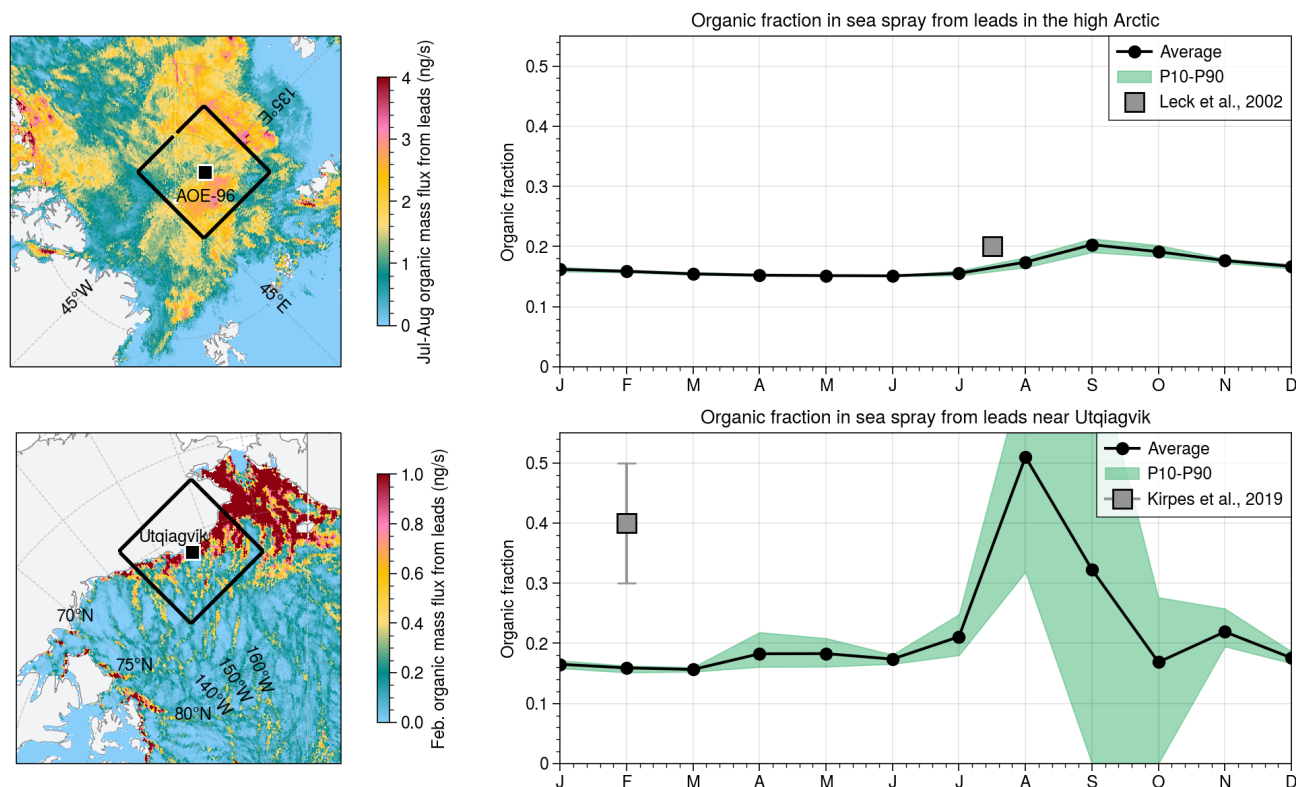 135°E
AOE-96
45°W
45°E
4
3
2
1
0
Jul-Aug organic mass flux from leads (ng/s)
Organic fraction in sea spray from leads in the high Arctic
Organic fraction
0.5
0.4
0.3
0.2
0.1
0
Average
P10-P90
Leck et al., 2002
J F M A M J J A S O N D
Utqiagvik
70°N
75°N
80°N
160°W
150°W
140°W
1.0
0.8
0.6
0.4
0.2
0.0
Feb. organic mass flux from leads (ng/s)
Organic fraction in sea spray from leads near Utqiagvik
Organic fraction
0.5
0.4
0.3
0.2
0.1
0
Average
P10-P90
Kirpes et al., 2019
J F M A M J J A S O N D